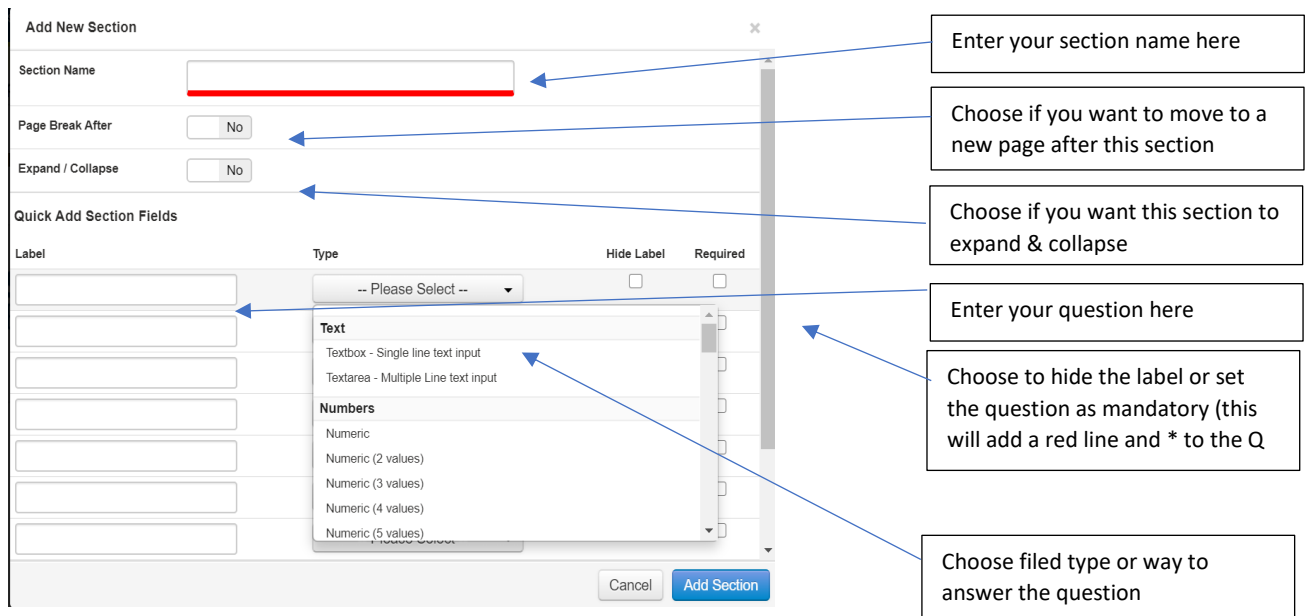 Add New Section
×
Section Name
Page Break After
No
Expand / Collapse
No
Quick Add Section Fields
Label Type Hide Label Required
-- Please Select --
Text
Textbox - Single line text input
Textarea - Multiple Line text input
Numbers
Numeric
Numeric (2 values)
Numeric (3 values)
Numeric (4 values)
Numeric (5 values)
Cancel Add Section
Enter your section name here
Choose if you want to move to a
new page after this section
Choose if you want this section to
expand & collapse
Enter your question here
Choose to hide the label or set
the question as mandatory (this
will add a red line and * to the Q
Choose filed type or way to
answer the question